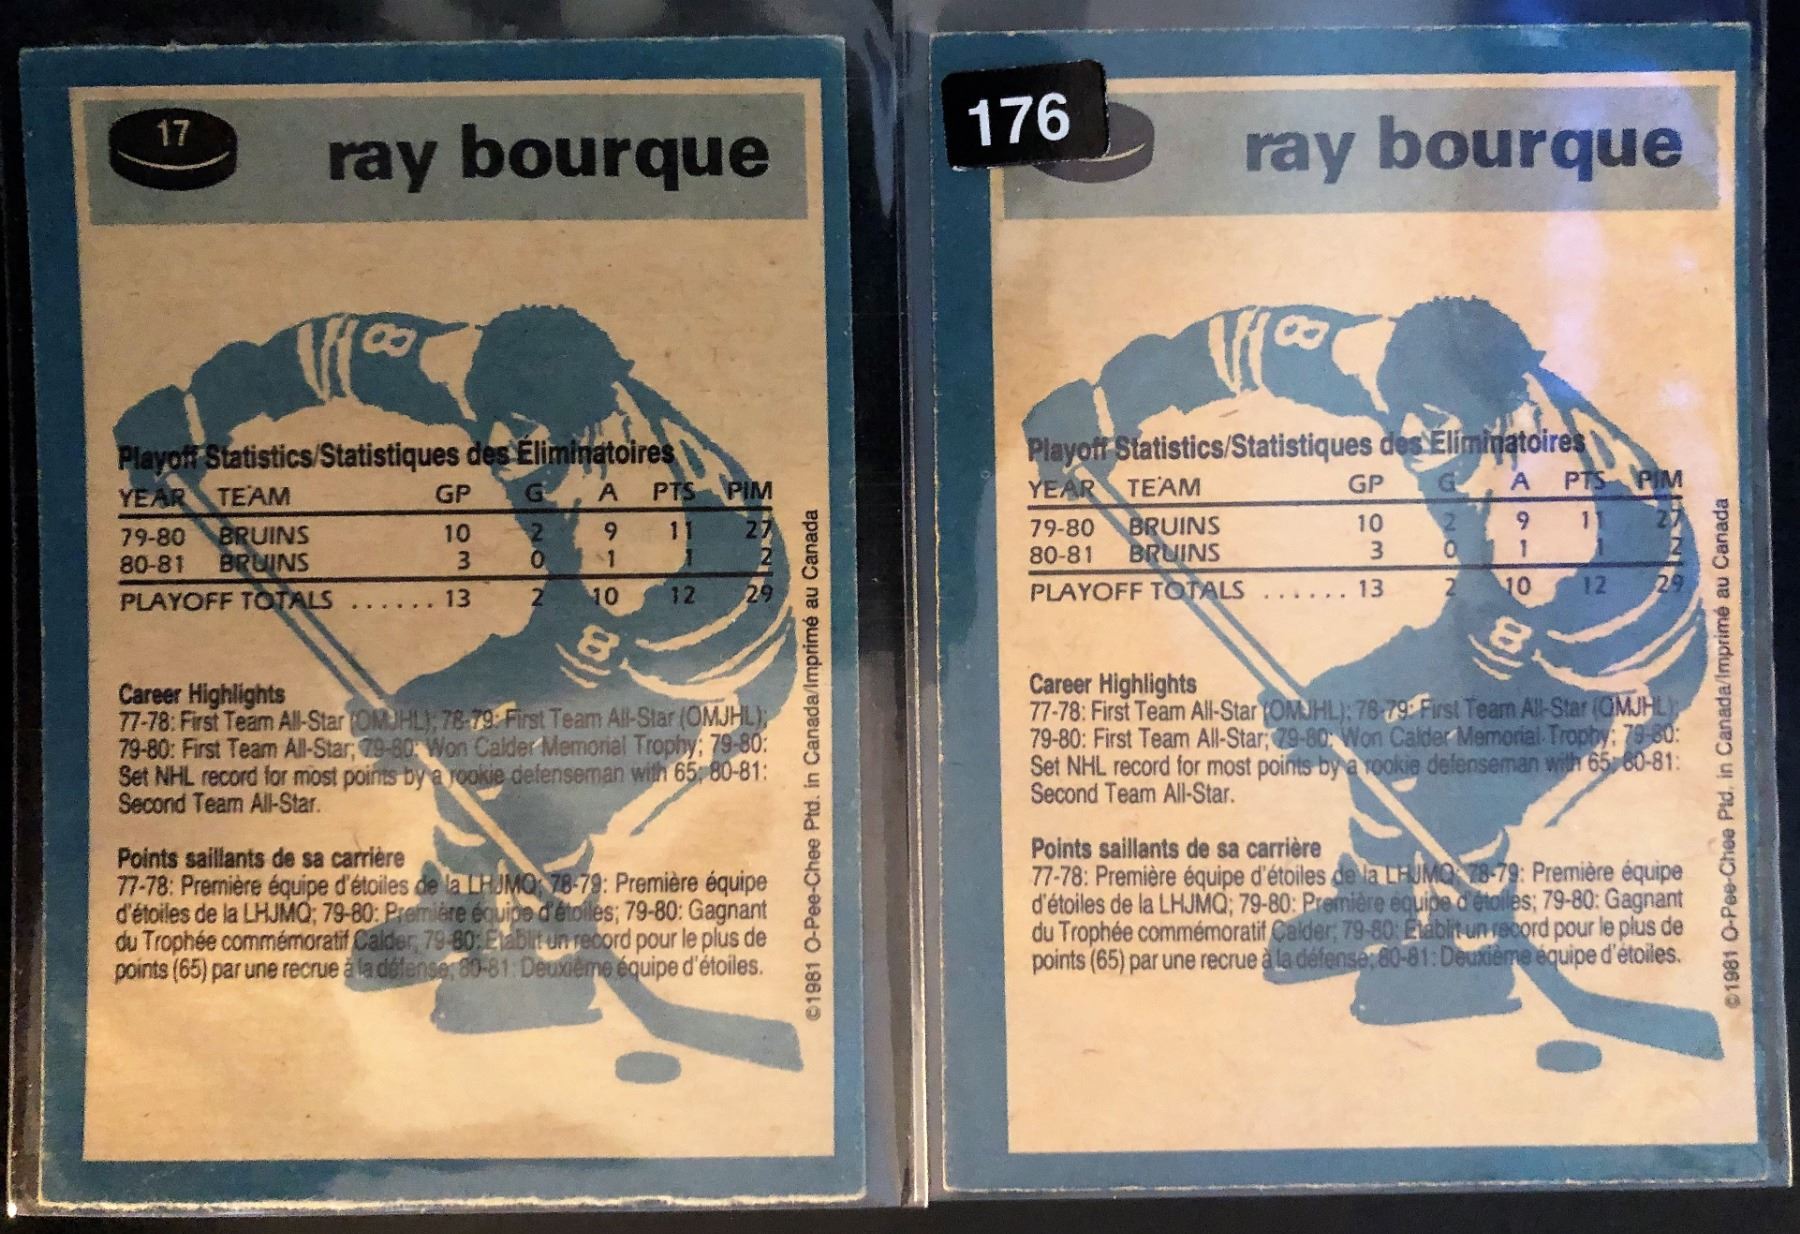 17
ray bourque
8
Playoff Statistics/Statistiques des Éliminatoires
YEAR TEAM GP G A PTS PIM
79-80 BRUINS 10 2 9 11 27
80-81 BRUINS 3 0 1 1 2
PLAYOFF TOTALS ...... 13 2 10 12 29
8
Career Highlights
77-78: First Team All-Star (OMJHL); 78-79: First Team All-Star (OMJHL);
79-80: First Team All-Star; 79-80: Won Calder Memorial Trophy; 79-80:
Set NHL record for most points by a rookie defenseman with 65; 80-81:
Second Team All-Star.
Points saillants de sa carrière
77-78: Première équipe d'étoiles de la LHJMQ; 78-79: Première équipe
d'étoiles de la LHJMQ; 79-80: Première équipe d'étoiles; 79-80: Gagnant
du Trophée commémoratif Calder; 79-80: Établit un record pour le plus de
points (65) par une recrue à la défense; 80-81: Deuxième équipe d'étoiles.
©1981 O-Pee-Chee Ptd. in Canada/Imprimé au Canada
176
ray bourque
8
Playoff Statistics/Statistiques des Éliminatoires
YEAR TEAM GP G A PTS PIM
79-80 BRUINS 10 2 9 11 27
80-81 BRUINS 3 0 1 1 2
PLAYOFF TOTALS ...... 13 2 10 12 29
8
Career Highlights
77-78: First Team All-Star (OMJHL); 78-79: First Team All-Star (OMJHL);
79-80: First Team All-Star; 79-80: Won Calder Memorial Trophy; 79-80:
Set NHL record for most points by a rookie defenseman with 65; 80-81:
Second Team All-Star.
Points saillants de sa carrière
77-78: Première équipe d'étoiles de la LHJMQ; 78-79: Première équipe
d'étoiles de la LHJMQ; 79-80: Première équipe d'étoiles; 79-80: Gagnant
du Trophée commémoratif Calder; 79-80: Établit un record pour le plus de
points (65) par une recrue à la défense; 80-81: Deuxième équipe d'étoiles.
©1981 O-Pee-Chee Ptd. in Canada/Imprimé au Canada